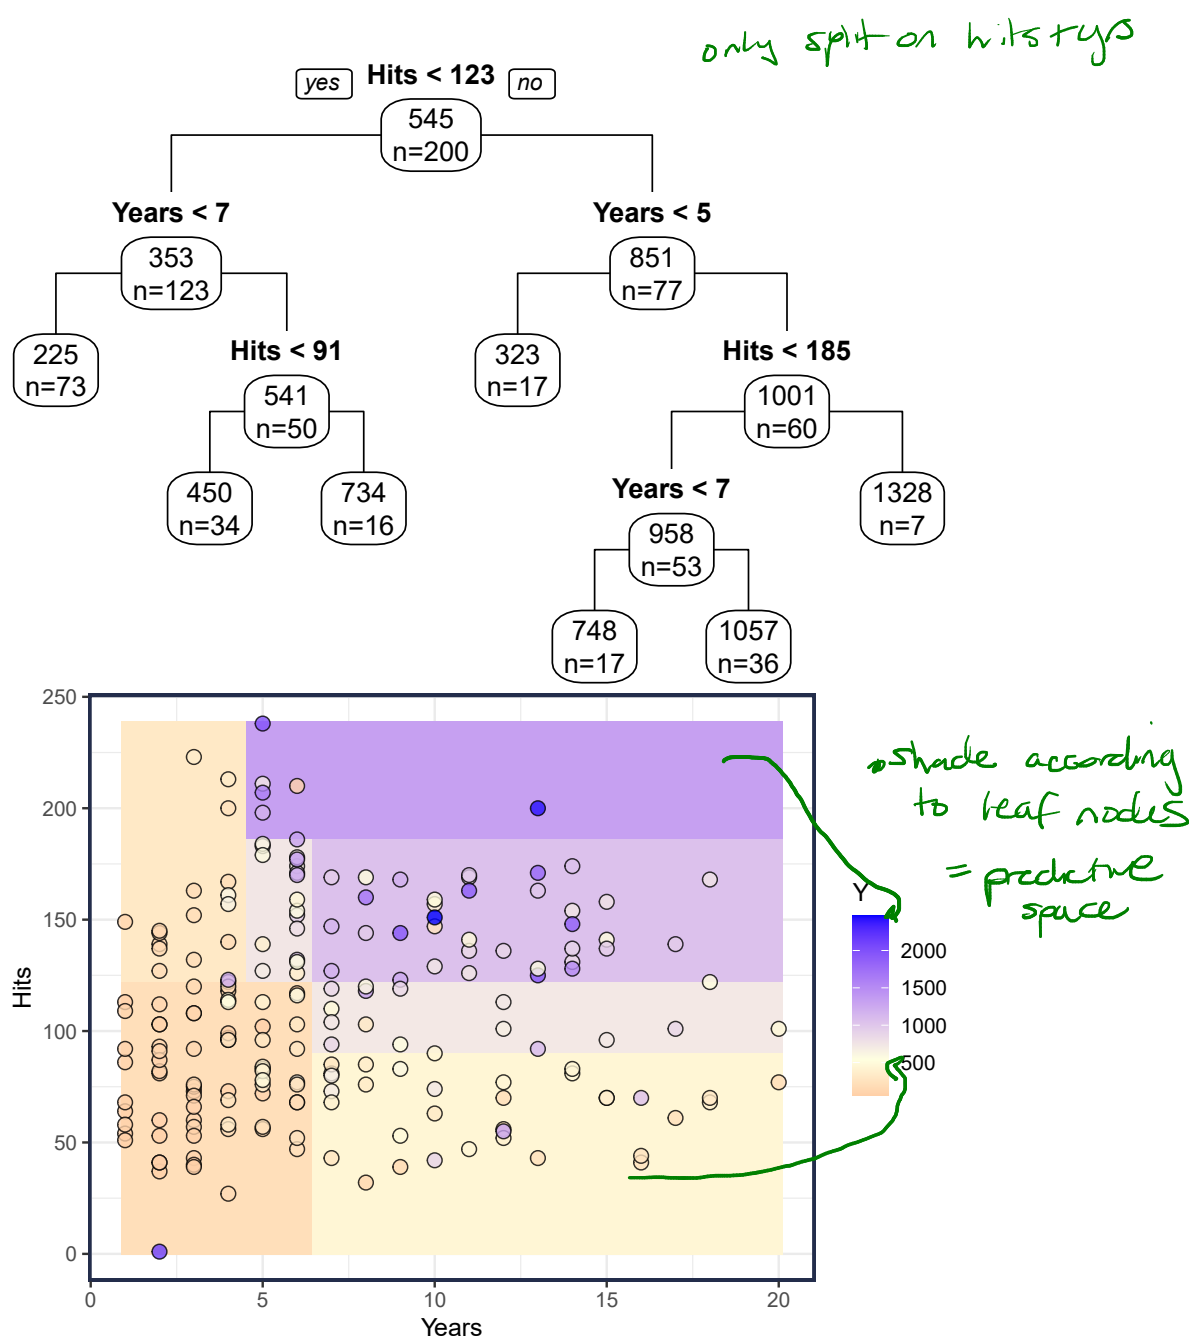 only split on hits + yrs
yes Hits < 123 no
545
n=200
Years < 7 Years < 5
353 851
n=123 n=77
225 Hits < 91 323 Hits < 185
n=73 541 n=17 1001
n=50 n=60
450 734 Years < 7 1328
n=34 n=16 958 n=7
n=53
748 1057
n=17 n=36
250
200
150
100
50
0
Hits
0 5 10 15 20
Years
• shade according
to leaf nodes
= predictive
space
Y
2000
1500
1000
500